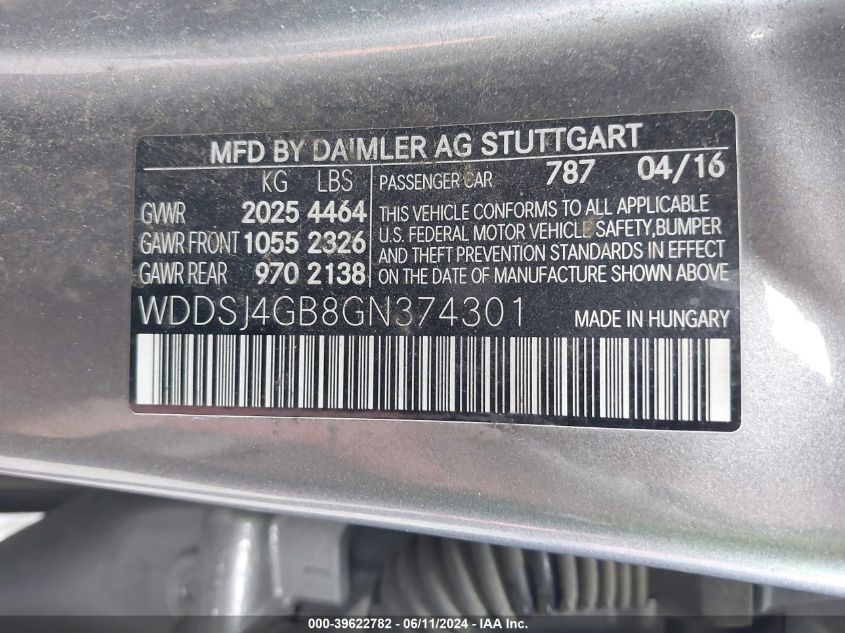 MFD BY DAIMLER AG STUTTGART
KG LBS
PASSENGER CAR 787 04/16
GVWR 2025 4464
GAWR FRONT 1055 2326
GAWR REAR 970 2138
THIS VEHICLE CONFORMS TO ALL APPLICABLE
U.S. FEDERAL MOTOR VEHICLE SAFETY,BUMPER
AND THEFT PREVENTION STANDARDS IN EFFECT
ON THE DATE OF MANUFACTURE SHOWN ABOVE
WDDSJ4GB8GN374301 MADE IN HUNGARY
000-39622782 - 06/11/2024 - IAA Inc.